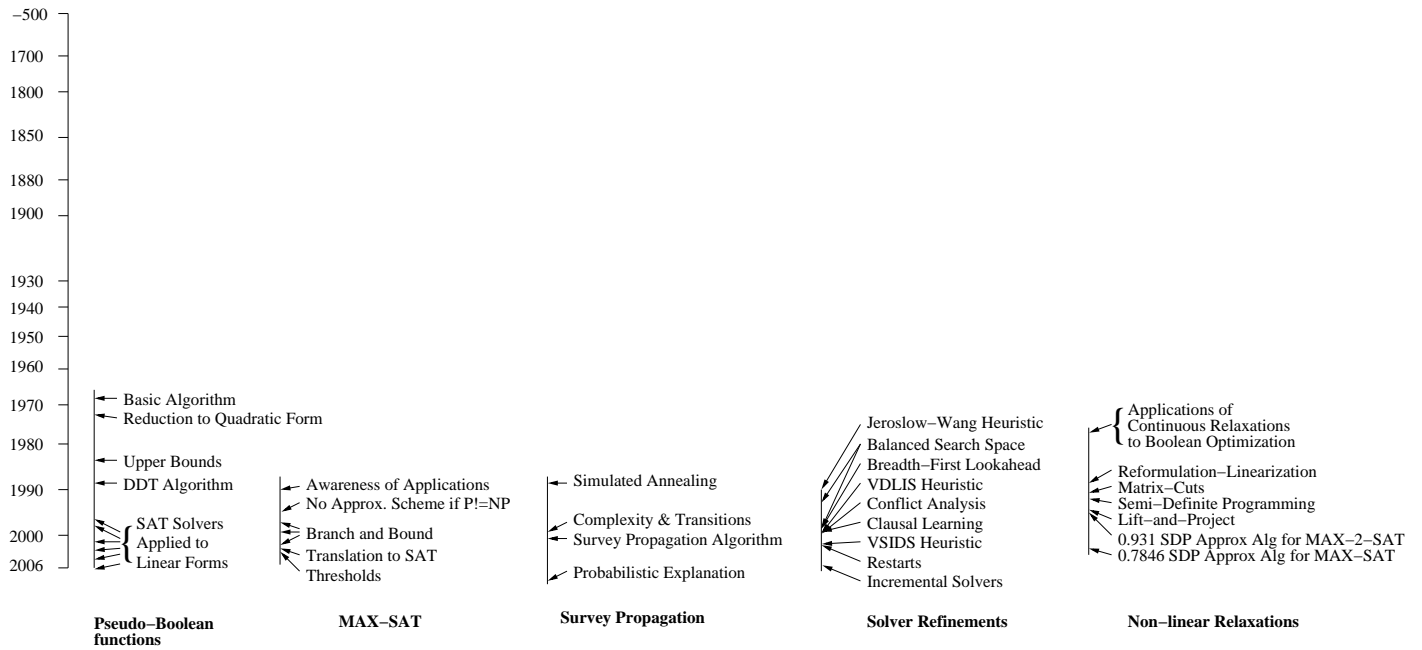 −500
1700
1800
1850
1880
1900
1930
1940
1950
1960
1970
1980
1990
2000
2006
Basic Algorithm
Reduction to Quadratic Form
Upper Bounds
DDT Algorithm
SAT Solvers
Applied to
Linear Forms
{
Pseudo−Boolean
functions
Awareness of Applications
No Approx. Scheme if P!=NP
Branch and Bound
Translation to SAT
Thresholds
MAX−SAT
Simulated Annealing
Complexity & Transitions
Survey Propagation Algorithm
Probabilistic Explanation
Survey Propagation
Jeroslow−Wang Heuristic
Balanced Search Space
Breadth−First Lookahead
VDLIS Heuristic
Conflict Analysis
Clausal Learning
VSIDS Heuristic
Restarts
Incremental Solvers
Solver Refinements
{
Applications of
Continuous Relaxations
to Boolean Optimization
Reformulation−Linearization
Matrix−Cuts
Semi−Definite Programming
Lift−and−Project
0.931 SDP Approx Alg for MAX−2−SAT
0.7846 SDP Approx Alg for MAX−SAT
Non−linear Relaxations